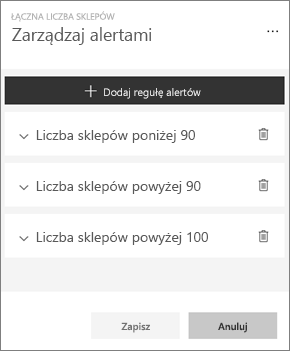 ŁĄCZNA LICZBA SKLEPÓW
Zarządzaj alertami
Dodaj regułę alertów
Liczba sklepów poniżej 90
Liczba sklepów powyżej 90
Liczba sklepów powyżej 100
Zapisz
Anuluj